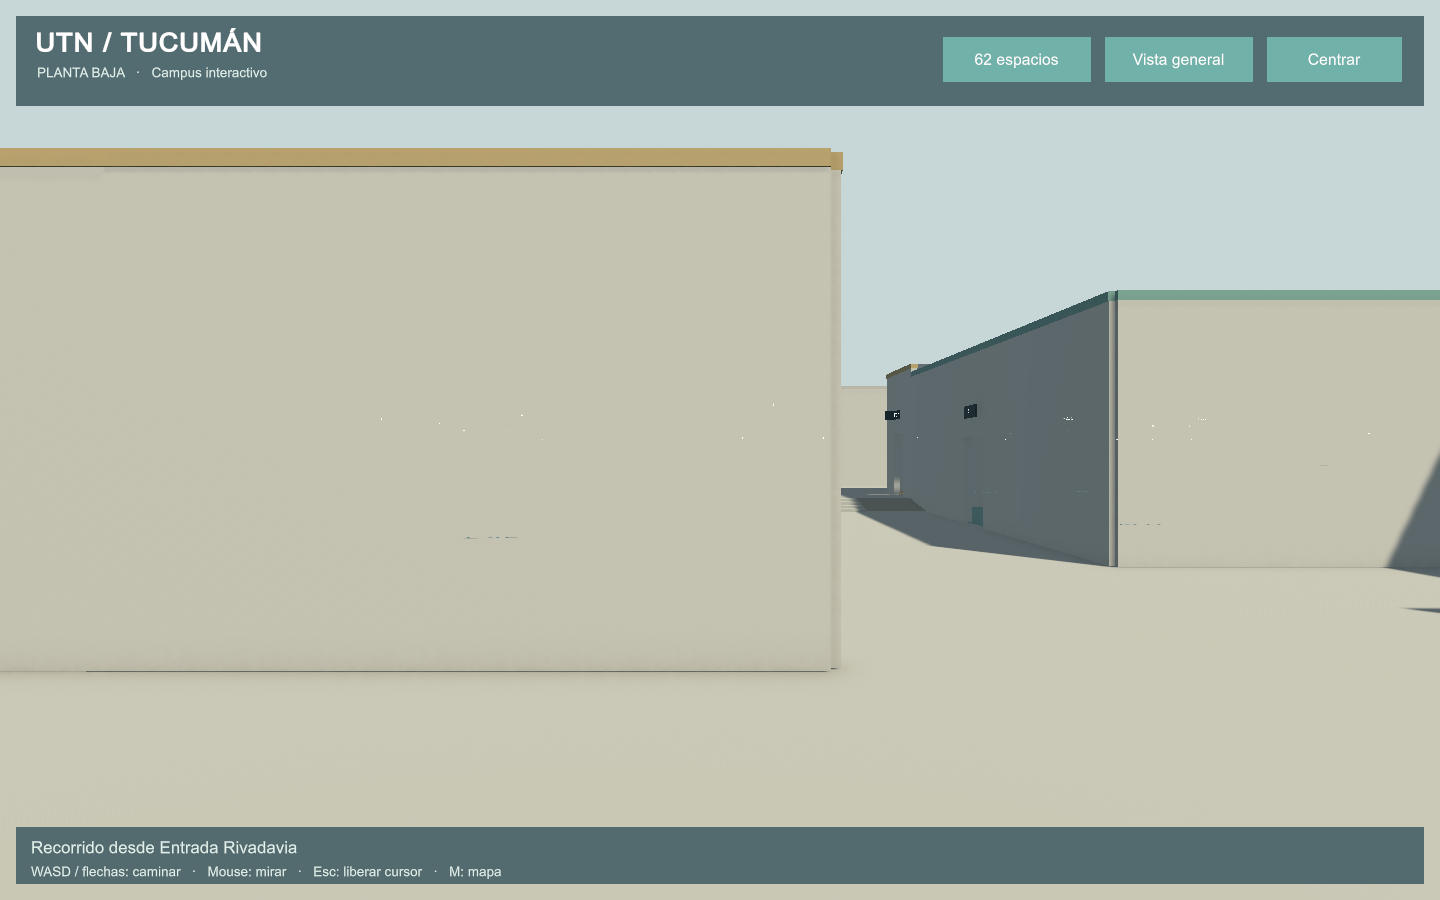 UTN / TUCUMÁN
PLANTA BAJA · Campus interactivo
62 espacios
Vista general
Centrar
Recorrido desde Entrada Rivadavia
WASD / flechas: caminar · Mouse: mirar · Esc: liberar cursor · M: mapa